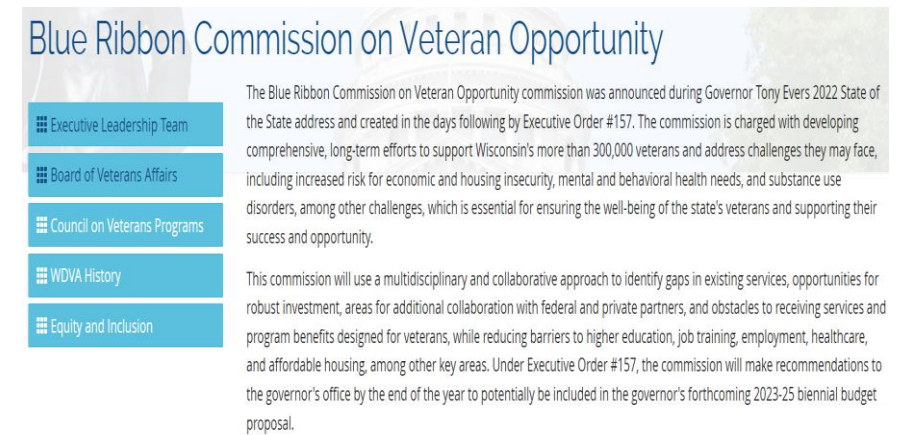 Blue Ribbon Commission on Veteran Opportunity
Executive Leadership Team
Board of Veterans Affairs
Council on Veterans Programs
WDVA History
Equity and Inclusion
The Blue Ribbon Commission on Veteran Opportunity commission was announced during Governor Tony Evers 2022 State of
the State address and created in the days following by Executive Order #157. The commission is charged with developing
comprehensive, long-term efforts to support Wisconsin's more than 300,000 veterans and address challenges they may face,
including increased risk for economic and housing insecurity, mental and behavioral health needs, and substance use
disorders, among other challenges, which is essential for ensuring the well-being of the state's veterans and supporting their
success and opportunity.
This commission will use a multidisciplinary and collaborative approach to identify gaps in existing services, opportunities for
robust investment, areas for additional collaboration with federal and private partners, and obstacles to receiving services and
program benefits designed for veterans, while reducing barriers to higher education, job training, employment, healthcare,
and affordable housing, among other key areas. Under Executive Order #157, the commission will make recommendations to
the governor's office by the end of the year to potentially be included in the governor's forthcoming 2023-25 biennial budget
proposal.